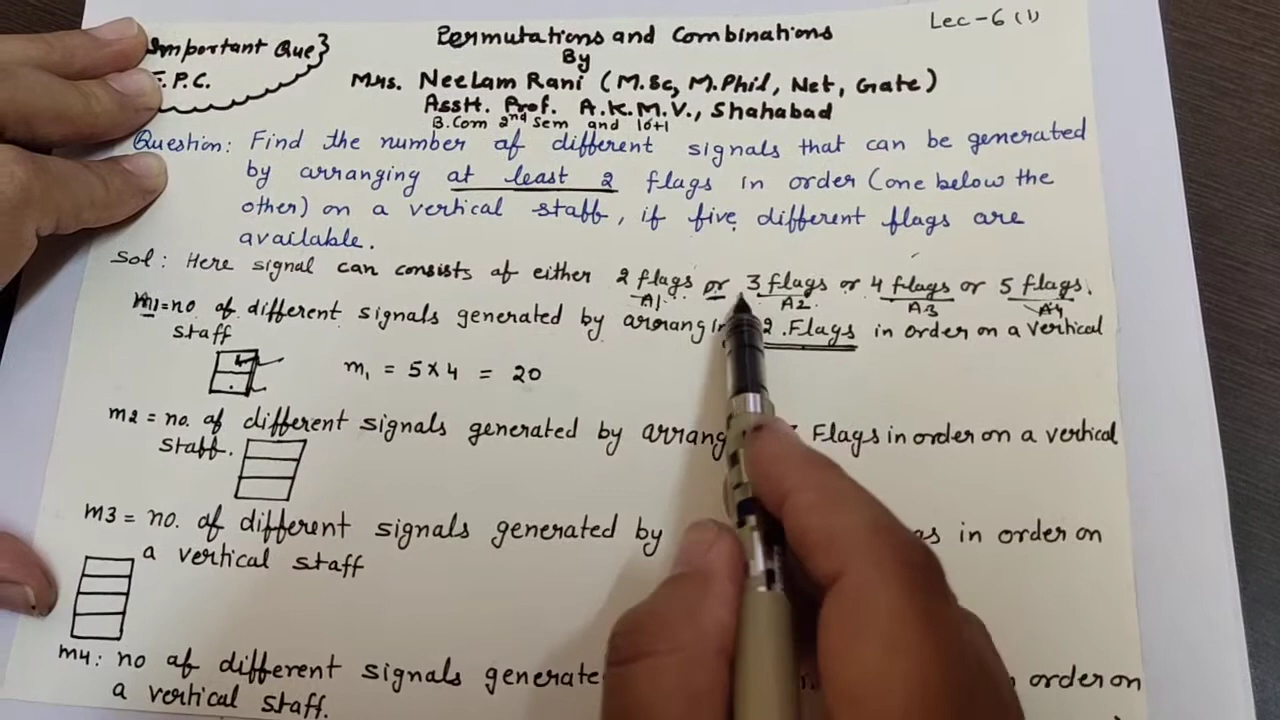 Lec-6(1)
Important Que
F.P.C.
Permutations and Combinations
By
Mrs. Neelam Rani (M.Sc, M.Phil, Net, Gate)
Asstt. Prof. A.K.M.V., Shahabad
B.Com 2nd Sem and 10+1
Question: Find the number of different signals that can be generated
by arranging at least 2 flags in order (one below the
other) on a vertical staff, if five different flags are
available.
Sol: Here signal can consists of either 2 flags or 3 flags or 4 flags or 5 flags.
A1 A2 A3 A4
m1=no. of different signals generated by 2 Flags in order on a vertical
staff
m1 = 5×4 = 20
m2 = no. of different signals generated by Flags in order on a vertical
staff.
m3 = no. of different signals generated by in order on
a vertical staff
m4: no of different signals order on
a vertical staff.